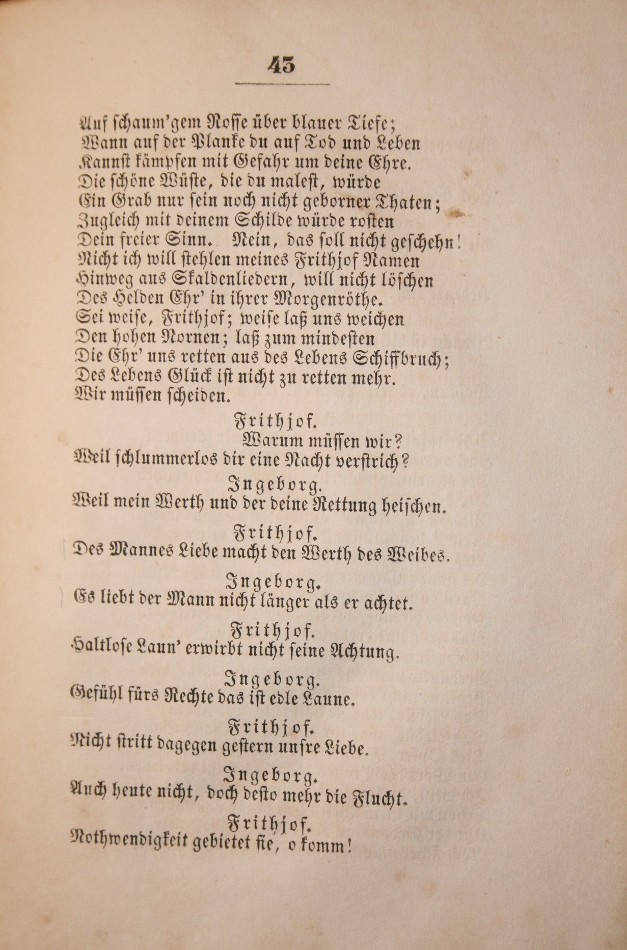 43
Auf schaum'gem Rosse über blauer Tiefe;
Wann auf der Planke du auf Tod und Leben
Kannst kämpfen mit Gefahr um deine Ehre.
Die schöne Wüste, die du malest, würde
Ein Grab nur sein noch nicht geborner Thaten;
Zugleich mit deinem Schilde würde rosten
Dein freier Sinn. Nein, das soll nicht geschehn!
Nicht ich will stehlen meines Frithjof Namen
Hinweg aus Skaldenliedern, will nicht löschen
Des Helden Ehr' in ihrer Morgenröthe.
Sei weise, Frithjof; weise laß uns weichen
Den hohen Nornen; laß zum mindesten
Die Ehr' uns retten aus des Lebens Schiffbruch;
Des Lebens Glück ist nicht zu retten mehr.
Wir müssen scheiden.
Frithjof.
Warum müssen wir?
Weil schlummerlos dir eine Nacht verstrich?
Ingeborg.
Weil mein Werth und der deine Rettung heischen.
Frithjof.
Des Mannes Liebe macht den Werth des Weibes.
Ingeborg.
Es liebt der Mann nicht länger als er achtet.
Frithjof.
Haltlose Laun' erwirbt nicht seine Achtung.
Ingeborg.
Gefühl fürs Rechte das ist edle Laune.
Frithjof.
Nicht stritt dagegen gestern unsre Liebe.
Ingeborg.
Auch heute nicht, doch desto mehr die Flucht.
Frithjof.
Nothwendigkeit gebietet sie, o komm!